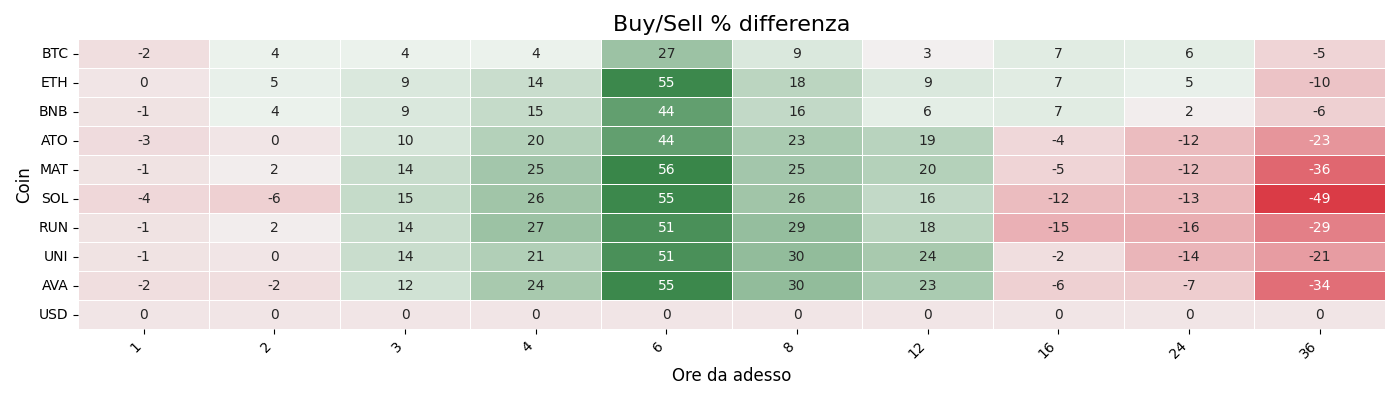 Buy/Sell % differenza
Coin
BTC -2 4 4 4 27 9 3 7 6 -5
ETH 0 5 9 14 55 18 9 7 5 -10
BNB -1 4 9 15 44 16 6 7 2 -6
ATO -3 0 10 20 44 23 19 -4 -12 -23
MAT -1 2 14 25 56 25 20 -5 -12 -36
SOL -4 -6 15 26 55 26 16 -12 -13 -49
RUN -1 2 14 27 51 29 18 -15 -16 -29
UNI -1 0 14 21 51 30 24 -2 -14 -21
AVA -2 -2 12 24 55 30 23 -6 -7 -34
USD 0 0 0 0 0 0 0 0 0 0
1 2 3 4 6 8 12 16 24 36
Ore da adesso